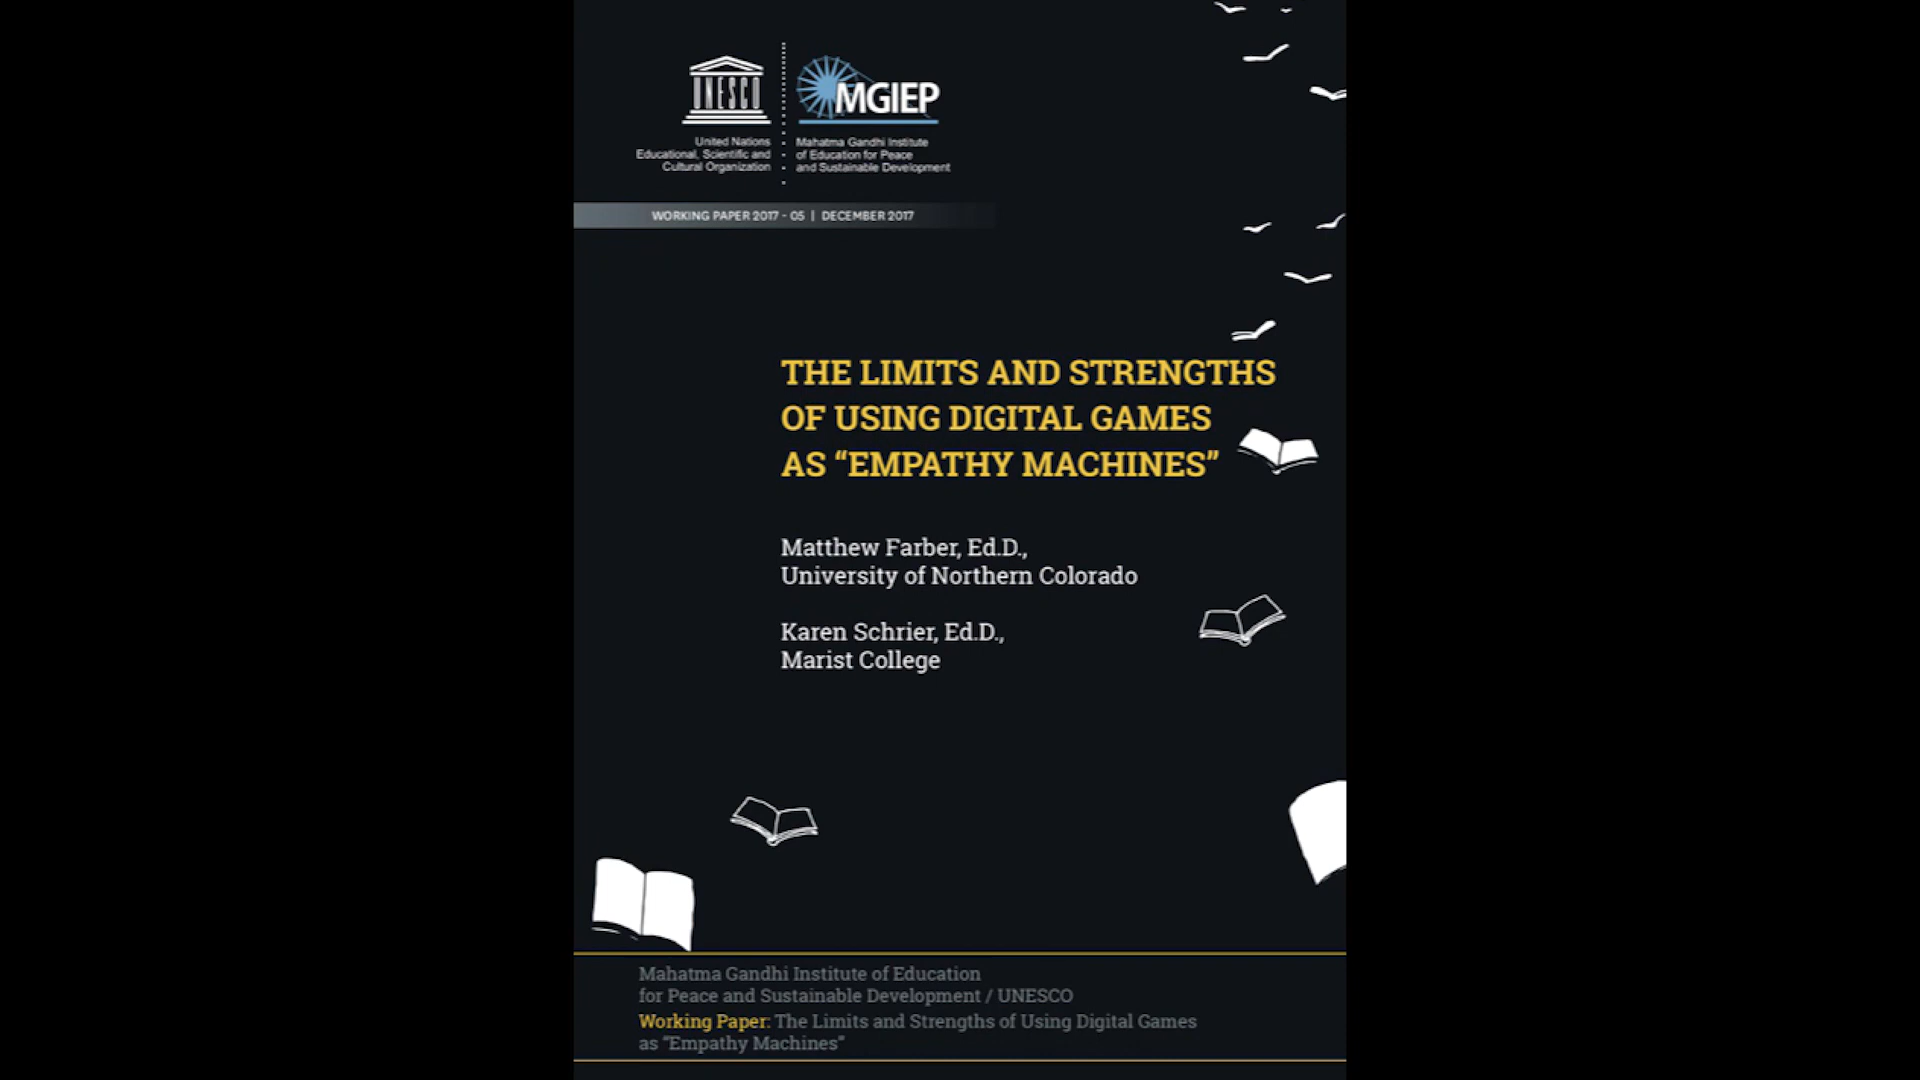 UNESCO
United Nations
Educational, Scientific and
Cultural Organization
MGIEP
Mahatma Gandhi Institute
of Education for Peace
and Sustainable Development
WORKING PAPER 2017 - 05 | DECEMBER 2017
THE LIMITS AND STRENGTHS
OF USING DIGITAL GAMES
AS “EMPATHY MACHINES”
Matthew Farber, Ed.D.,
University of Northern Colorado
Karen Schrier, Ed.D.,
Marist College
Mahatma Gandhi Institute of Education
for Peace and Sustainable Development / UNESCO
Working Paper: The Limits and Strengths of Using Digital Games
as “Empathy Machines”